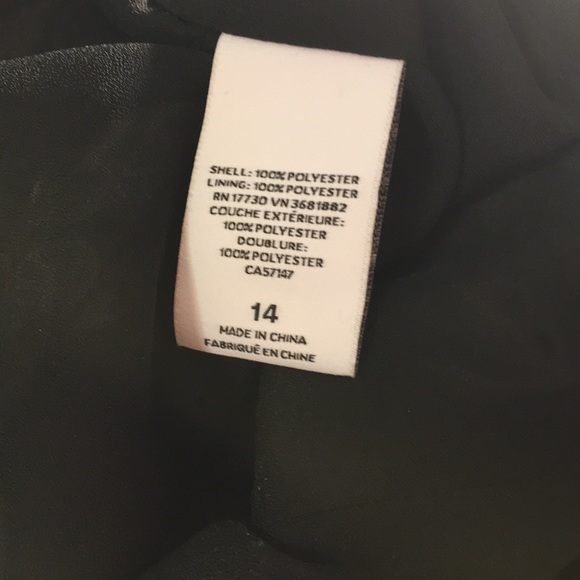 SHELL: 100% POLYESTER
LINING: 100% POLYESTER
RN 17730 VN 3681882
COUCHE EXTÉRIEURE:
100% POLYESTER
DOUBLURE:
100% POLYESTER
CA57147
14
MADE IN CHINA
FABRIQUÉ EN CHINE